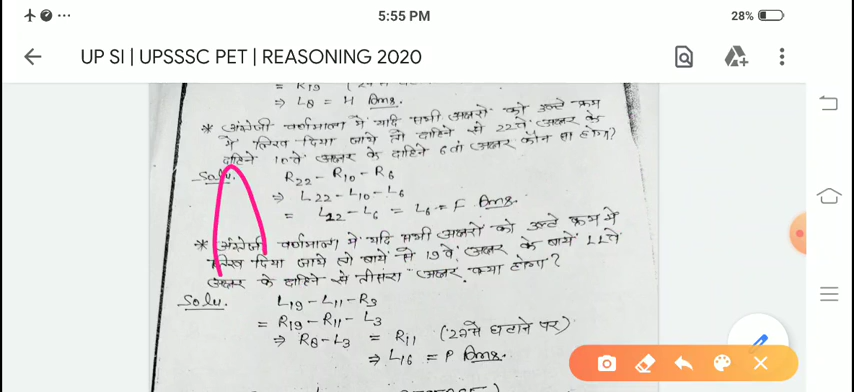 5:55 PM
28%
UP SI | UPSSSC PET | REASONING 2020
= R19
⇒ L8 = H Ans.
* अंग्रेजी वर्णमाला में यदि सभी अक्षरों को उल्टे क्रम
में लिख दिया जाये तो दाहिने से 22वें अक्षर के
दाहिने 10वें अक्षर के दाहिने 6वां अक्षर कौन सा होगा?
Solu.
R22 - R10 - R6
⇒ L22 - L10 - L6
= L12 - L6 = L6 = F Ans.
* अंग्रेजी वर्णमाला में यदि सभी अक्षरों को उल्टे क्रम में
लिख दिया जाये तो बायें से 19वें अक्षर के बायें 11वें
अक्षर के दाहिने से तीसरा अक्षर क्या होगा?
Solu.
L19 - L11 - R3
= R19 - R11 - L3
⇒ R8 - L3 = R11 (27 से घटाने पर)
⇒ L16 = P Ans.